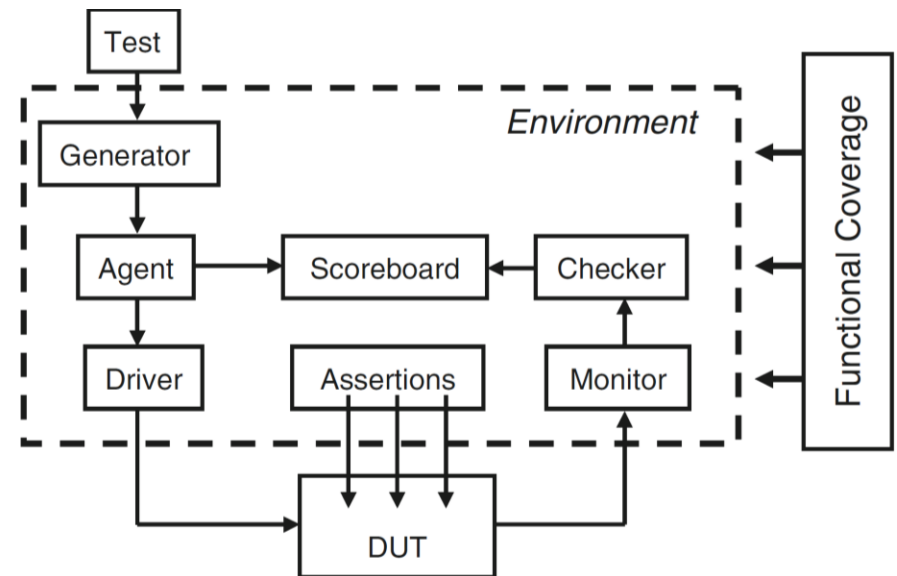 Test
Environment
Generator
Agent
Scoreboard
Checker
Driver
Assertions
Monitor
DUT
Functional Coverage